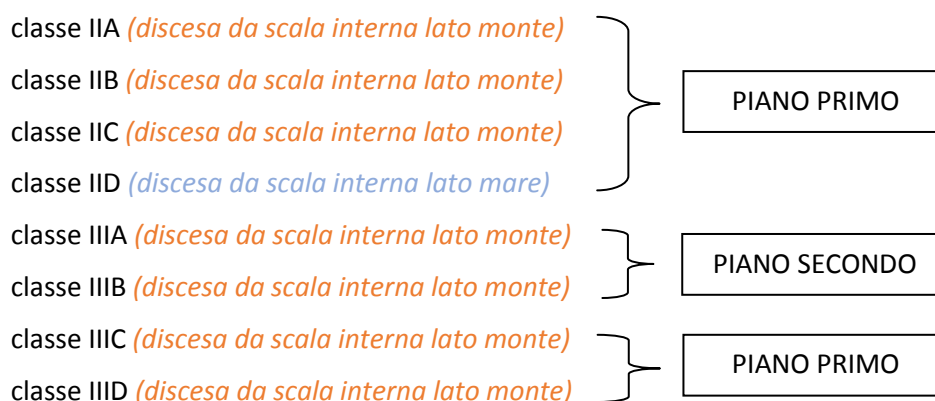 classe IIA (discesa da scala interna lato monte)
classe IIB (discesa da scala interna lato monte)
PIANO PRIMO
classe IIC (discesa da scala interna lato monte)
classe IID (discesa da scala interna lato mare)
classe IIIA (discesa da scala interna lato monte)
PIANO SECONDO
classe IIIB (discesa da scala interna lato monte)
classe IIIC (discesa da scala interna lato monte)
PIANO PRIMO
classe IIID (discesa da scala interna lato monte)